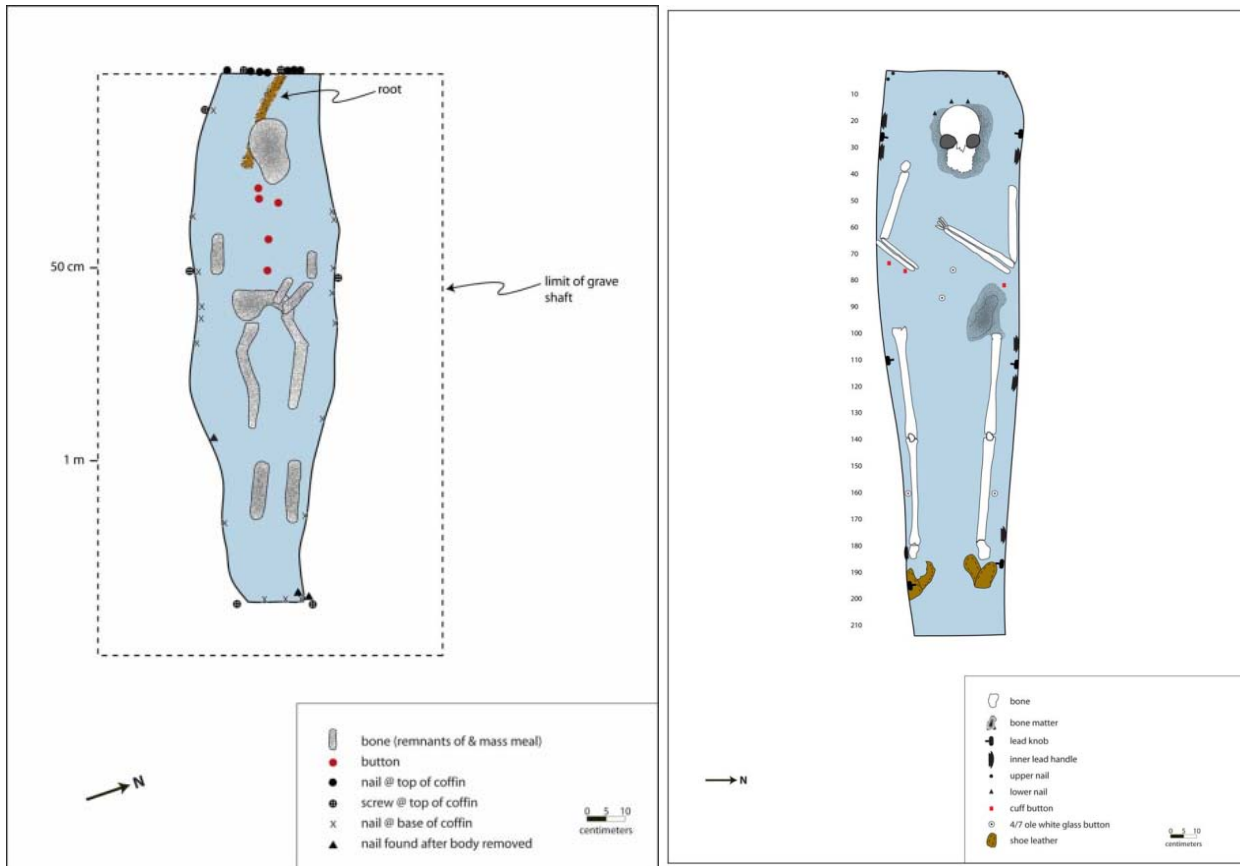 root
50 cm
limit of grave
shaft
1 m
N
bone (remnants of & mass meal)
button
nail @ top of coffin
screw @ top of coffin
nail @ base of coffin
nail found after body removed
0 5 10
centimeters
10
20
30
40
50
60
70
80
90
100
110
120
130
140
150
160
170
180
190
200
210
N
bone
bone matter
lead knob
inner lead handle
upper nail
lower nail
cuff button
4/7 ole white glass button
shoe leather
0 5 10
centimeters